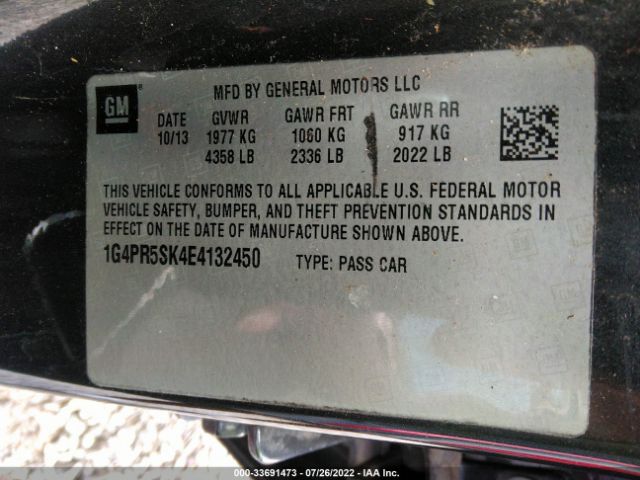 GM
MFD BY GENERAL MOTORS LLC
DATE GVWR GAWR FRT GAWR RR
10/13 1977 KG 1060 KG 917 KG
4358 LB 2336 LB 2022 LB
THIS VEHICLE CONFORMS TO ALL APPLICABLE U.S. FEDERAL MOTOR
VEHICLE SAFETY, BUMPER, AND THEFT PREVENTION STANDARDS IN
EFFECT ON THE DATE OF MANUFACTURE SHOWN ABOVE.
1G4PR5SK4E4132450 TYPE: PASS CAR
000-33691473 - 07/26/2022 - IAA Inc.